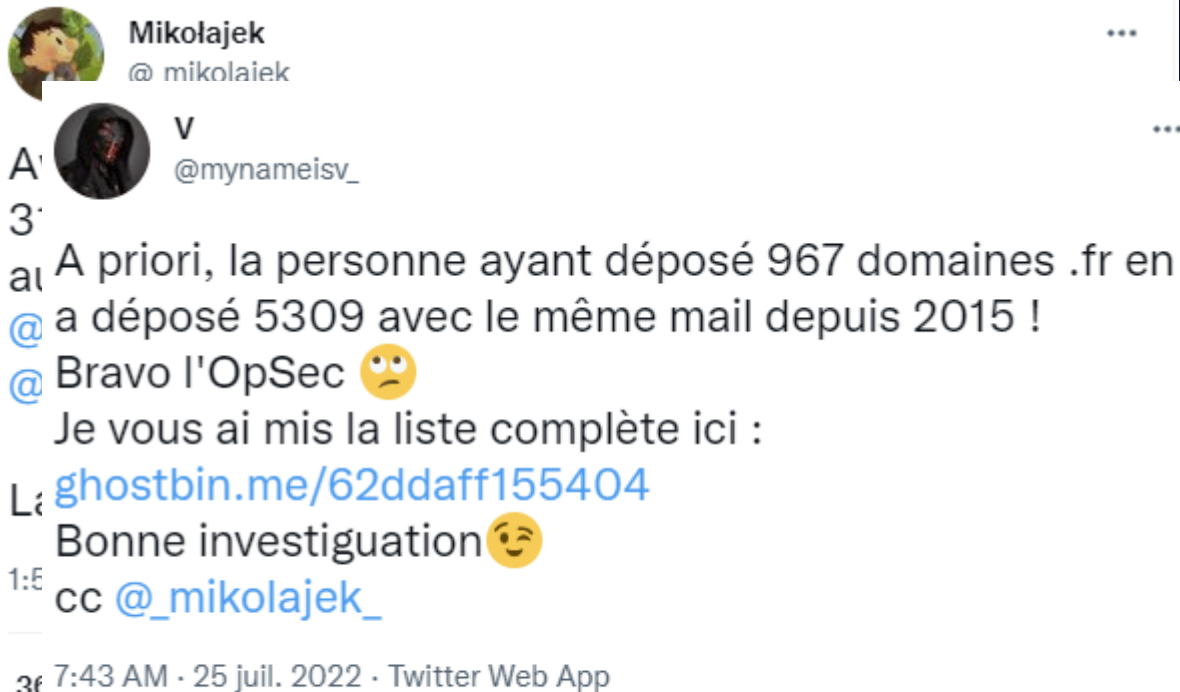 Mikołajek
@ mikolajek
V
@mynameisv_
A priori, la personne ayant déposé 967 domaines .fr en
a déposé 5309 avec le même mail depuis 2015 !
Bravo l'OpSec 🙄
Je vous ai mis la liste complète ici :
ghostbin.me/62ddaff155404
Bonne investiguation😉
cc @_mikolajek_
7:43 AM · 25 juil. 2022 · Twitter Web App